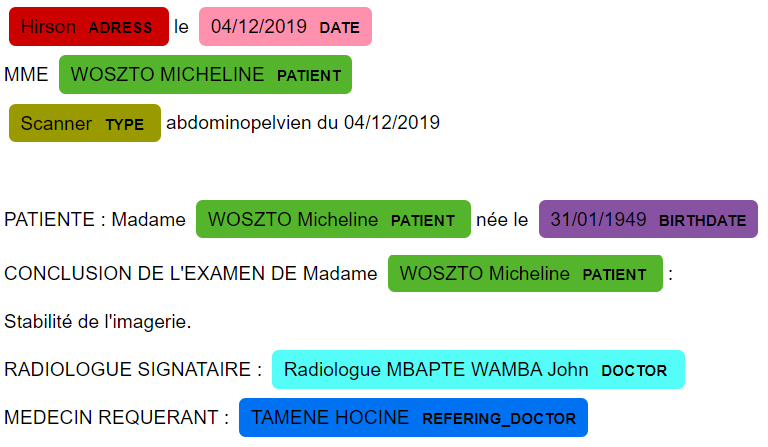 Hirson ADRESS le 04/12/2019 DATE
MME WOSZTO MICHELINE PATIENT
Scanner TYPE abdominopelvien du 04/12/2019
PATIENTE : Madame WOSZTO Micheline PATIENT née le 31/01/1949 BIRTHDATE
CONCLUSION DE L'EXAMEN DE Madame WOSZTO Micheline PATIENT :
Stabilité de l'imagerie.
RADIOLOGUE SIGNATAIRE : Radiologue MBAPTE WAMBA John DOCTOR
MEDECIN REQUERANT : TAMENE HOCINE REFERING_DOCTOR